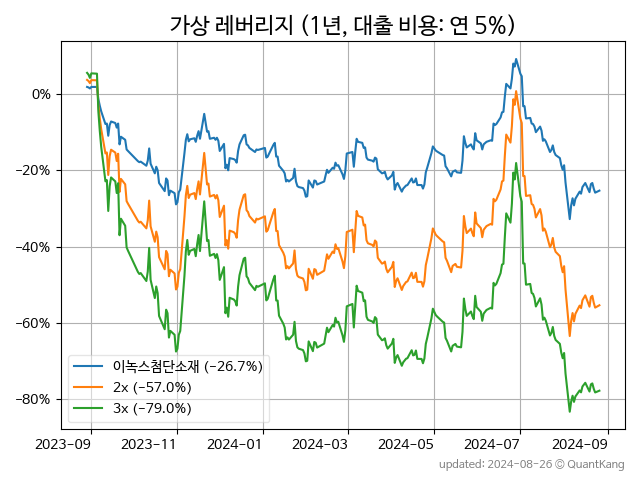 가상 레버리지 (1년, 대출 비용: 연 5%)
0%
−20%
−40%
−60%
−80%
이녹스첨단소재 (−26.7%)
2x (−57.0%)
3x (−79.0%)
2023-09 2023-11 2024-01 2024-03 2024-05 2024-07 2024-09
updated: 2024-08-26 © QuantKang